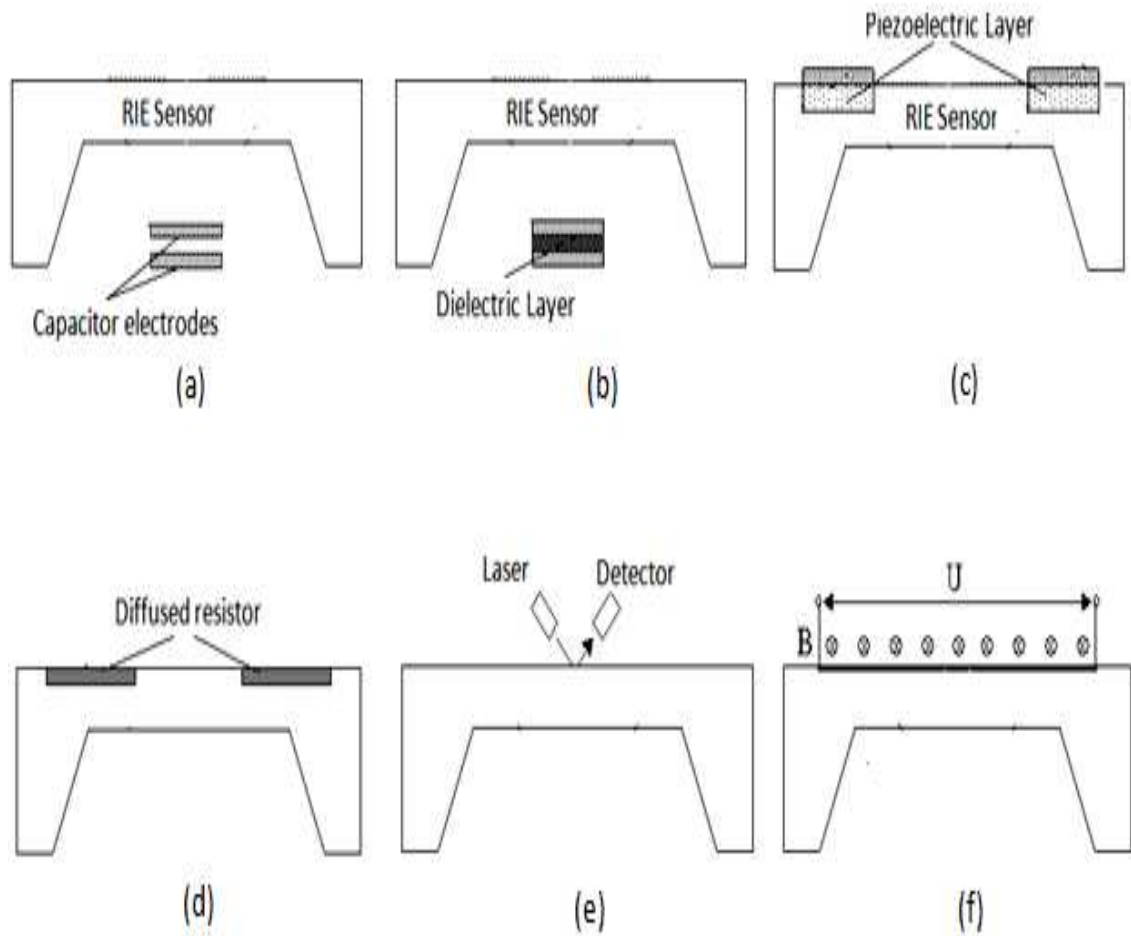 Piezoelectric Layer
RIE Sensor
RIE Sensor
RIE Sensor
Capacitor electrodes
Dielectric Layer
(a)
(b)
(c)
Laser
Detector
U
Diffused resistor
B
(d)
(e)
(f)